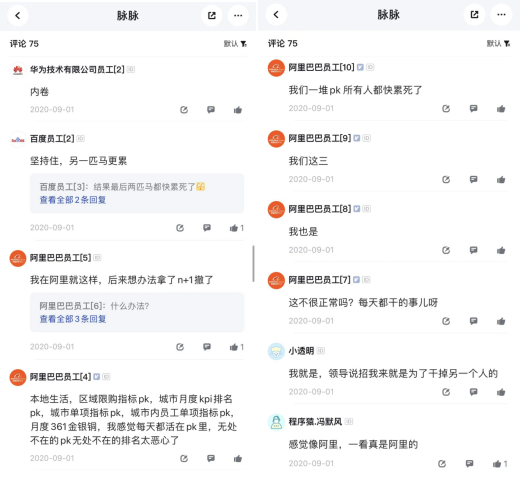 脉脉
评论 75
默认
华为技术有限公司员工[2]
内卷
2020-09-01
百度员工[2]
坚持住，另一匹马更累
百度员工[3]：结果最后两匹马都快累死了
查看全部2条回复
2020-09-01
1
阿里巴巴员工[5]
我在阿里就这样，后来想办法拿了n+1撤了
阿里巴巴员工[6]：什么办法?
查看全部3条回复
2020-09-01
1
阿里巴巴员工[4]
本地生活，区域限购指标pk，城市月度kpi排名
pk，城市单项指标pk，城市内员工单项指标pk，
月度361金银铜，我感觉每天都活在pk里，无处
不在的pk无处不在的排名太恶心了
2020-09-01
脉脉
评论 75
默认
阿里巴巴员工[10]
我们一堆pk 所有人都快累死了
2020-09-01
阿里巴巴员工[9]
我们这三
2020-09-01
阿里巴巴员工[8]
我也是
2020-09-01
阿里巴巴员工[7]
这不很正常吗？每天都干的事儿呀
2020-09-01
小透明
我就是，领导说招我来就是为了干掉另一个人的
2020-09-01
程序猿.冯默风
感觉像阿里，一看真是阿里的
2020-09-01
1